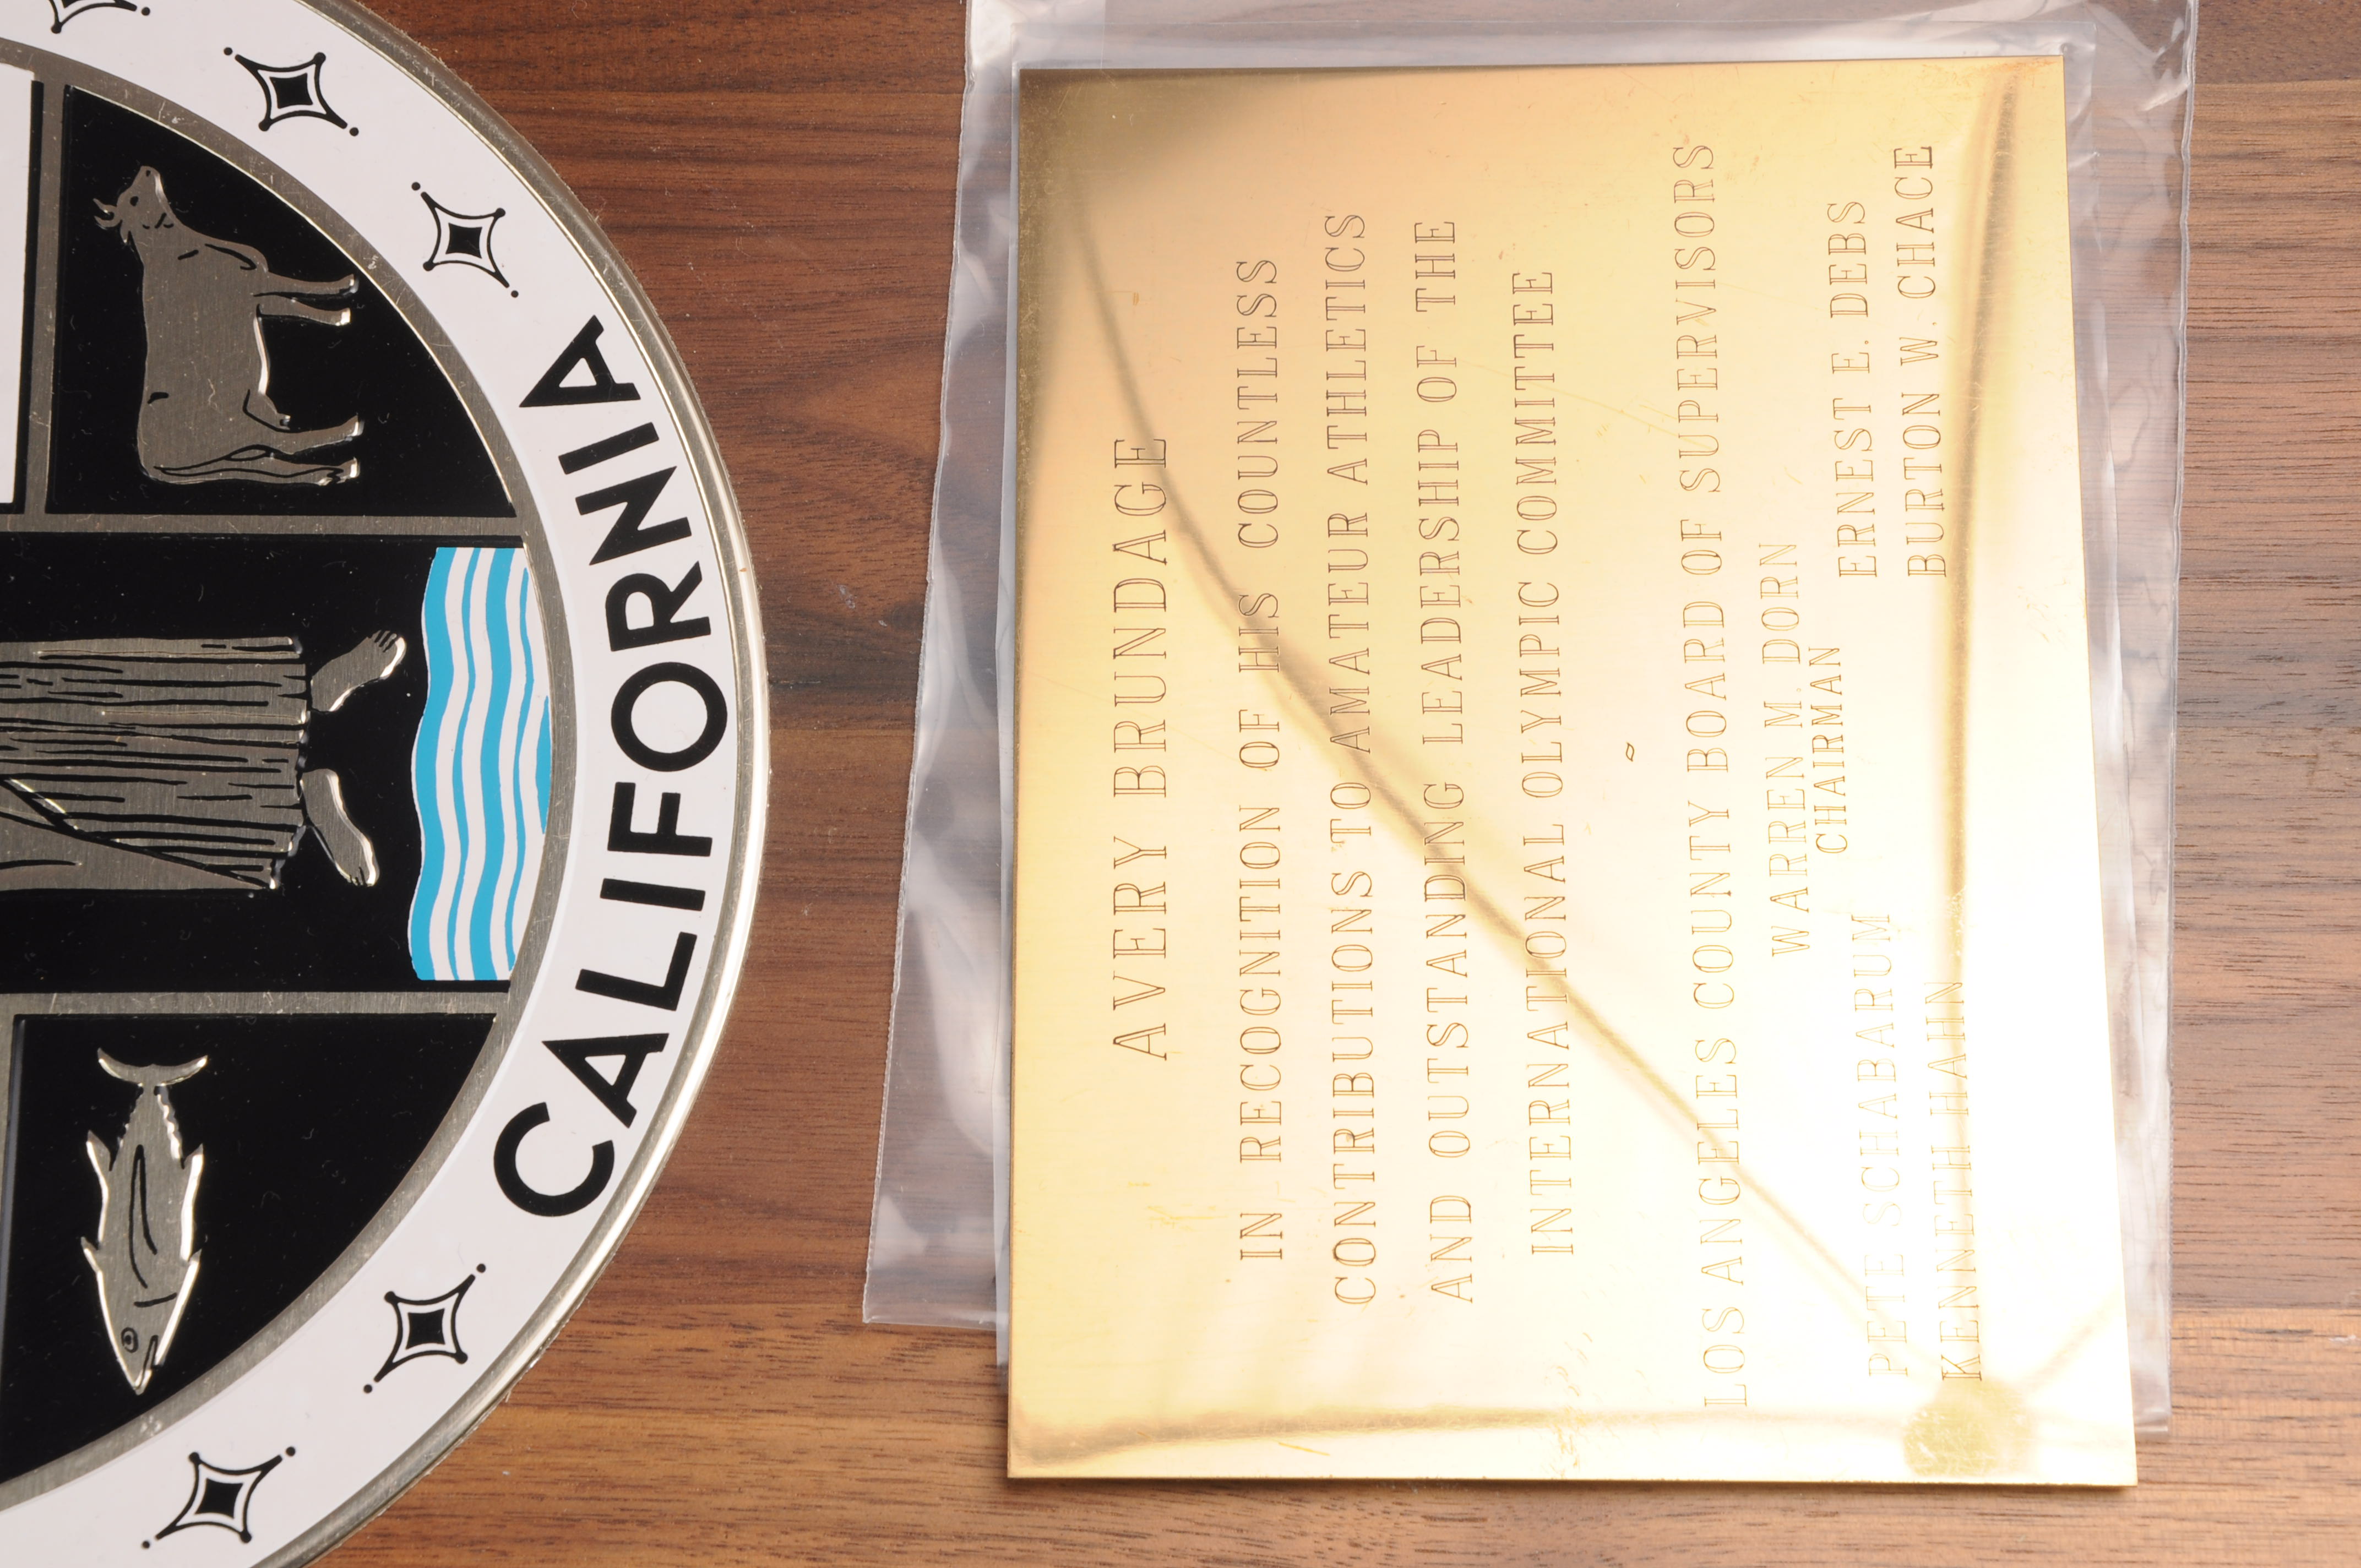 CALIFORNIA
AVERY BRUNDAGE
IN RECOGNITION OF HIS COUNTLESS
CONTRIBUTIONS TO AMATEUR ATHLETICS
AND OUTSTANDING LEADERSHIP OF THE
INTERNATIONAL OLYMPIC COMMITTEE
LOS ANGELES COUNTY BOARD OF SUPERVISORS
WARREN M. DORN
CHAIRMAN
PETE SCHABARUM ERNEST E. DEBS
KENNETH HAHN BURTON W. CHACE